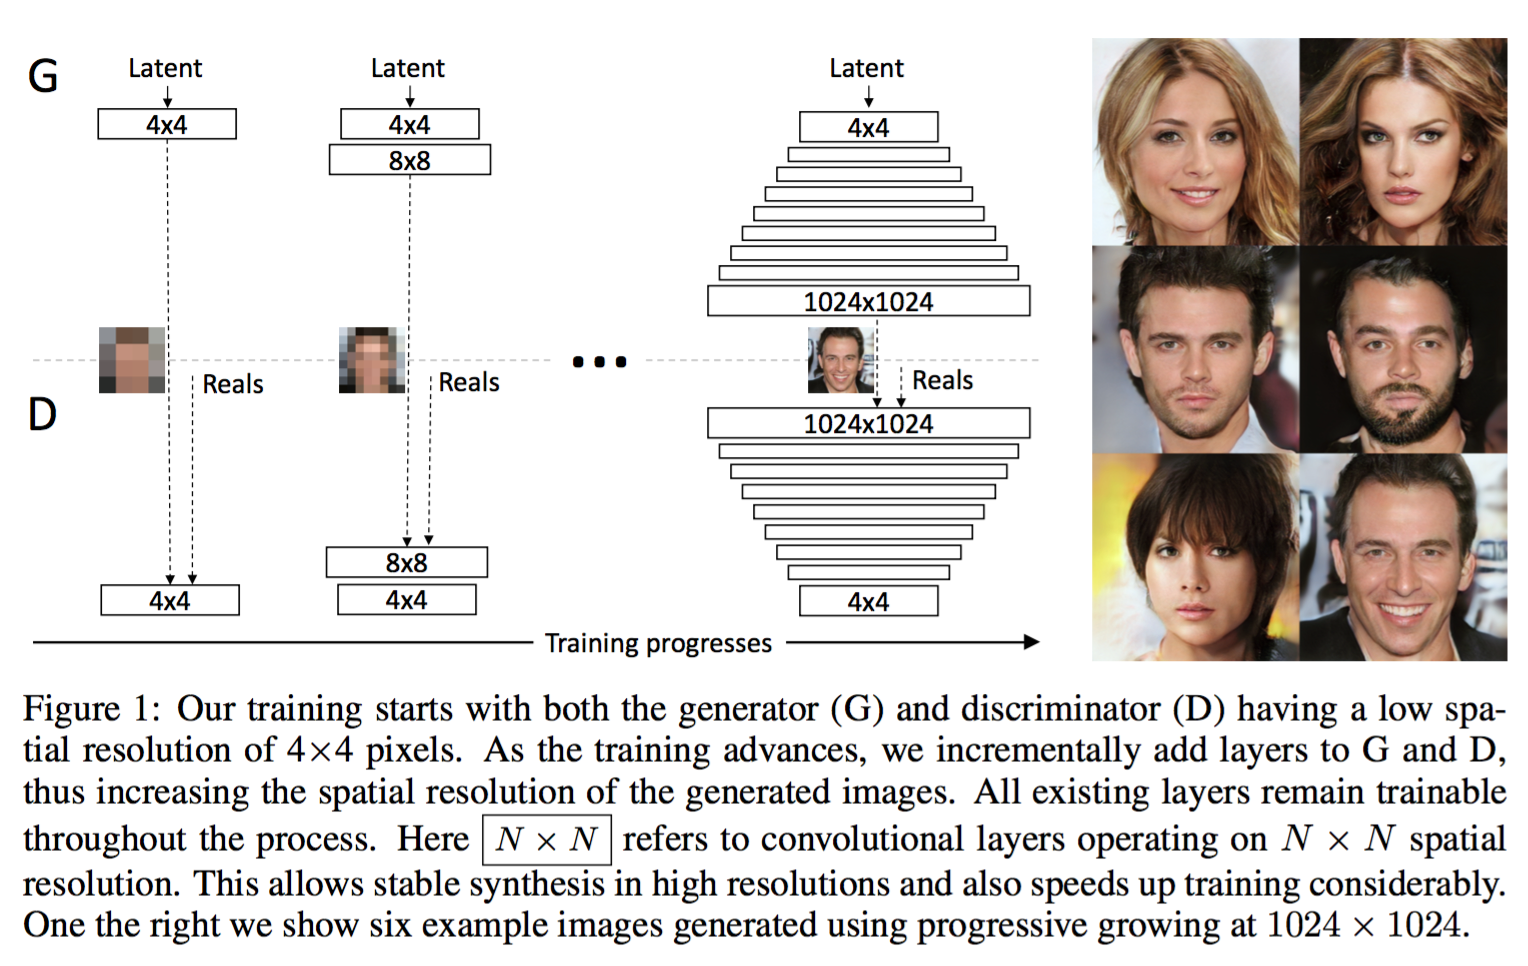 G
Latent
Latent
Latent
4x4
4x4
4x4
8x8
1024x1024
Reals
Reals
Reals
D
1024x1024
8x8
4x4
4x4
4x4
Training progresses
Figure 1: Our training starts with both the generator (G) and discriminator (D) having a low spa-
tial resolution of 4×4 pixels. As the training advances, we incrementally add layers to G and D,
thus increasing the spatial resolution of the generated images. All existing layers remain trainable
throughout the process. Here N × N refers to convolutional layers operating on N × N spatial
resolution. This allows stable synthesis in high resolutions and also speeds up training considerably.
One the right we show six example images generated using progressive growing at 1024 × 1024.